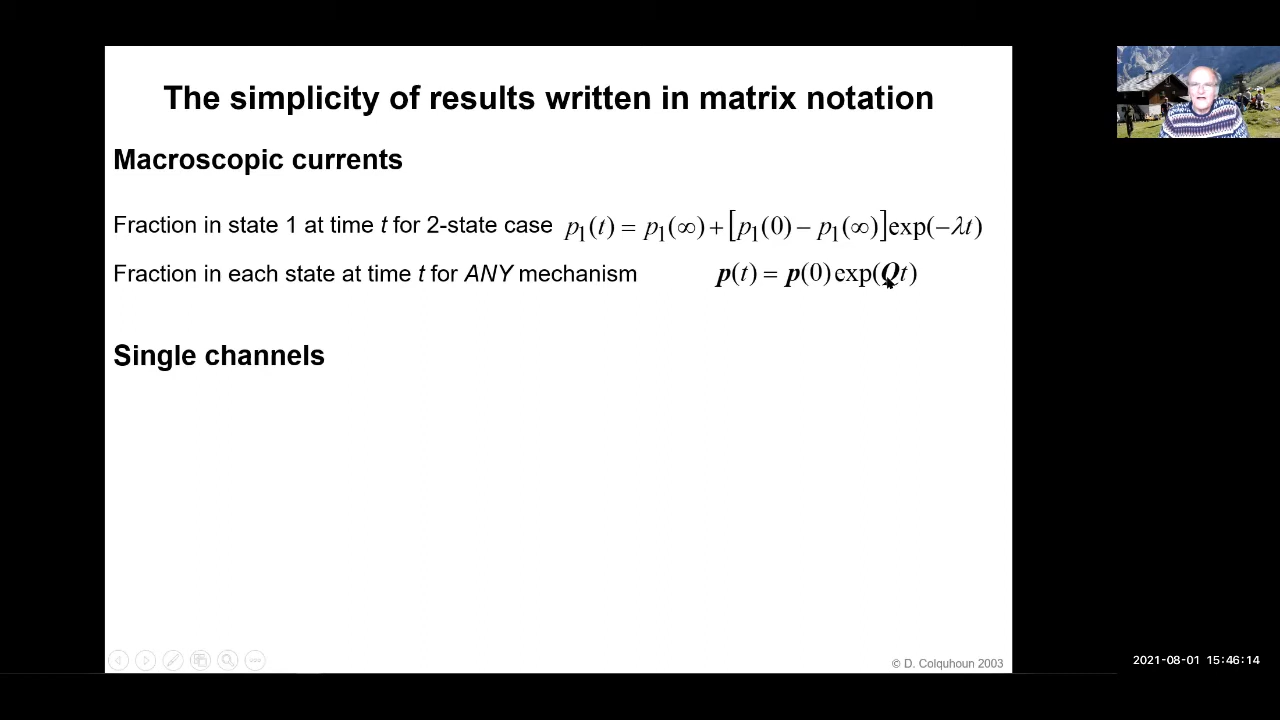 The simplicity of results written in matrix notation
Macroscopic currents
Fraction in state 1 at time t for 2-state case p₁(t) = p₁(∞) + [p₁(0) − p₁(∞)]exp(−λt)
Fraction in each state at time t for ANY mechanism p(t) = p(0) exp(Qt)
Single channels
© D. Colquhoun 2003
2021-08-01 15:46:14